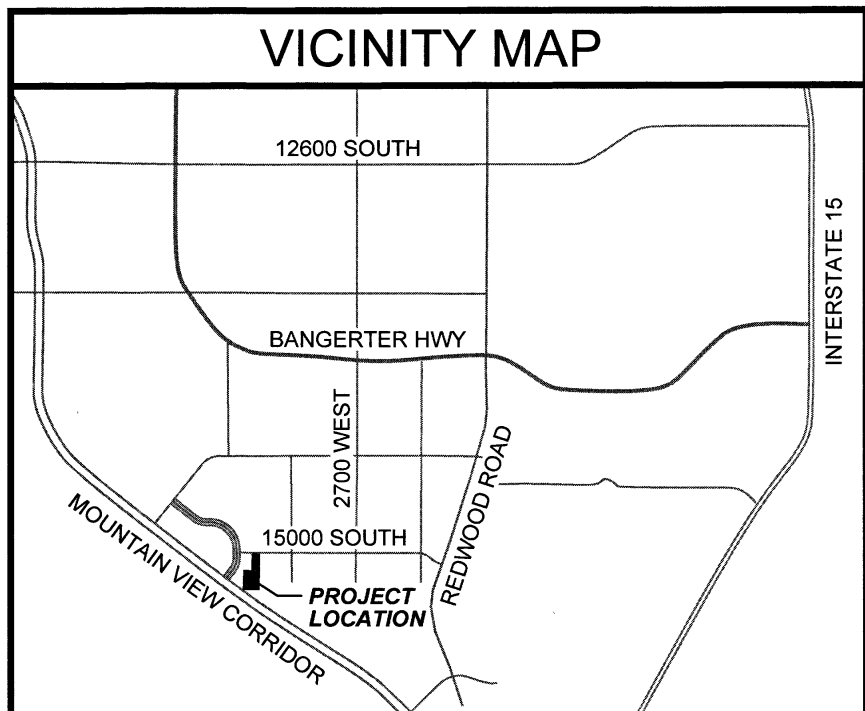 VICINITY MAP
12600 SOUTH
INTERSTATE 15
BANGERTER HWY
2700 WEST
REDWOOD ROAD
MOUNTAIN VIEW CORRIDOR
15000 SOUTH
PROJECT
LOCATION